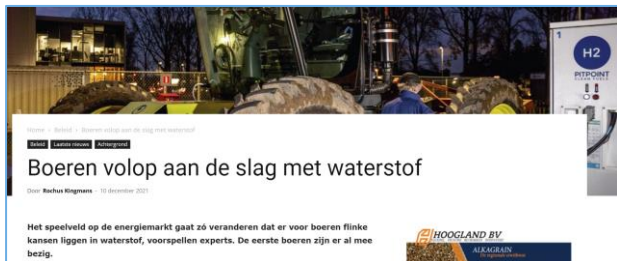 1
H2
PITPOINT
CLEAN FUELS
Home › Beleid › Boeren volop aan de slag met waterstof
Beleid Laatste nieuws Achtergrond
Boeren volop aan de slag met waterstof
Door Rochus Kingmans - 10 december 2021
Het speelveld op de energiemarkt gaat zó veranderen dat er voor boeren flinke
kansen liggen in waterstof, voorspellen experts. De eerste boeren zijn er al mee
bezig.
HOOGLAND BV
ALKAGRAIN